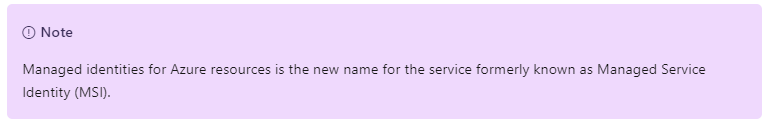 Note
Managed identities for Azure resources is the new name for the service formerly known as Managed Service
Identity (MSI).